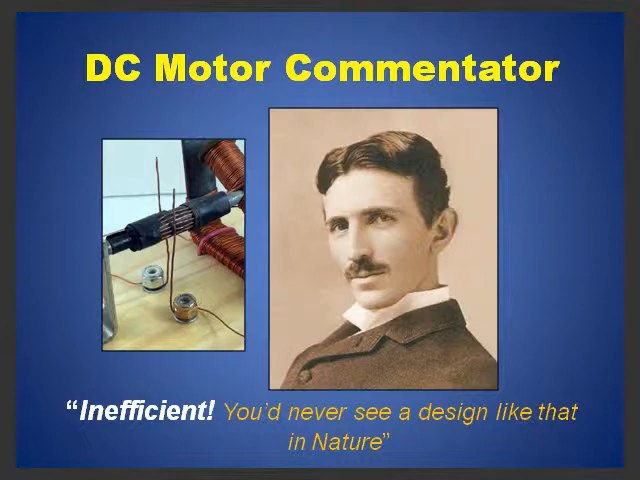 DC Motor Commentator
“Inefficient! You’d never see a design like that
in Nature”